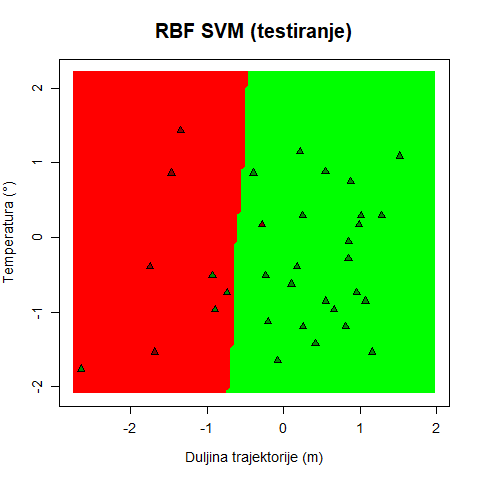 RBF SVM (testiranje)
Temperatura (°)
2
1
0
-1
-2
-2 -1 0 1 2
Duljina trajektorije (m)